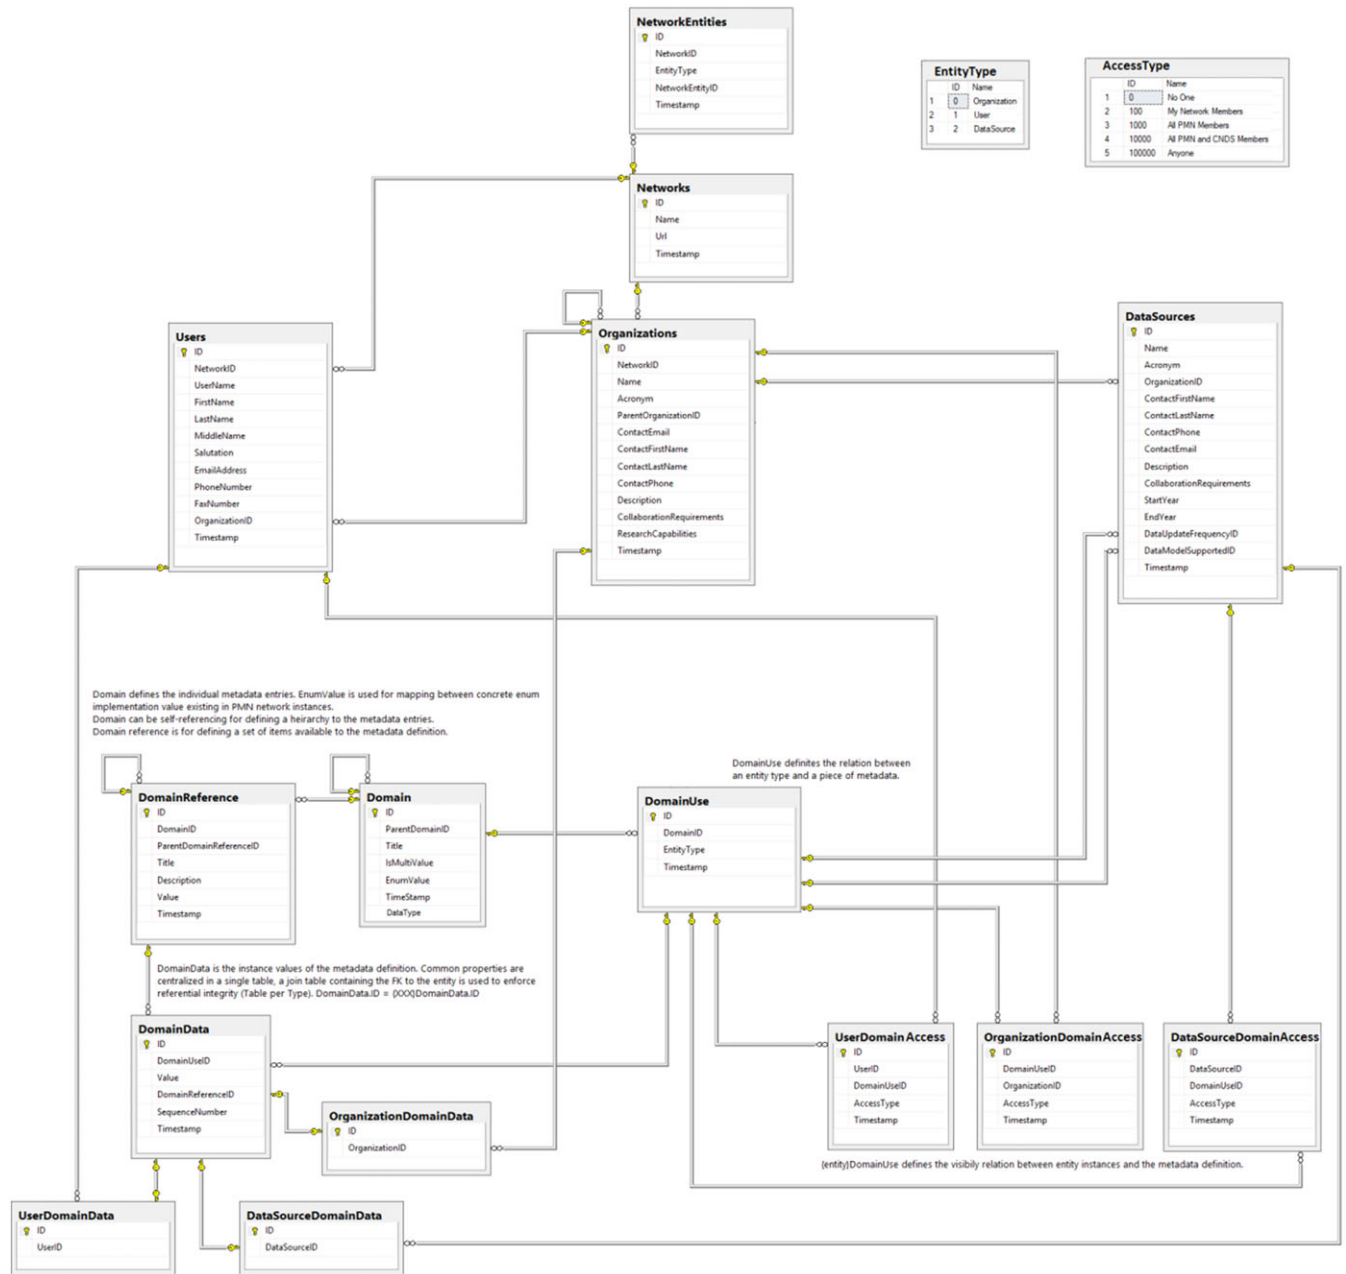 NetworkEntities
ID
NetworkID
EntityType
NetworkEntityID
Timestamp
EntityType
ID Name
1 0 Organization
2 1 User
3 2 DataSource
AccessType
ID Name
1 0 No One
2 100 My Network Members
3 1000 All PMN Members
4 10000 All PMN and CNDS Members
5 100000 Anyone
Networks
ID
Name
Url
Timestamp
Users
ID
NetworkID
UserName
FirstName
LastName
MiddleName
Salutation
EmailAddress
PhoneNumber
FaxNumber
OrganizationID
Timestamp
Organizations
ID
NetworkID
Name
Acronym
ParentOrganizationID
ContactEmail
ContactFirstName
ContactLastName
ContactPhone
Description
CollaborationRequirements
ResearchCapabilities
Timestamp
DataSources
ID
Name
Acronym
OrganizationID
ContactFirstName
ContactLastName
ContactPhone
ContactEmail
Description
CollaborationRequirements
StartYear
EndYear
DataUpdateFrequencyID
DataModelSupportedID
Timestamp
Domain defines the individual metadata entries. EnumValue is used for mapping between concrete enum
implementation value existing in PMN network instances.
Domain can be self-referencing for defining a heirarchy to the metadata entries.
Domain reference is for defining a set of items available to the metadata definition.
DomainUse definites the relation between
an entity type and a piece of metadata.
DomainReference
ID
DomainID
ParentDomainReferenceID
Title
Description
Value
Timestamp
Domain
ID
ParentDomainID
Title
IsMultiValue
EnumValue
TimeStamp
DataType
DomainUse
ID
DomainID
EntityType
Timestamp
DomainData is the instance values of the metadata definition. Common properties are
centralized in a single table, a join table containing the FK to the entity is used to enforce
referential integrity (Table per Type). DomainData.ID = {XXX}DomainData.ID
DomainData
ID
DomainUseID
Value
DomainReferenceID
SequenceNumber
Timestamp
OrganizationDomainData
ID
OrganizationID
UserDomainAccess
ID
UserID
DomainUseID
AccessType
Timestamp
OrganizationDomainAccess
ID
DomainUseID
OrganizationID
AccessType
Timestamp
DataSourceDomainAccess
ID
DataSourceID
DomainUseID
AccessType
Timestamp
{entity}DomainUse defines the visibily relation between entity instances and the metadata definition.
UserDomainData
ID
UserID
DataSourceDomainData
ID
DataSourceID